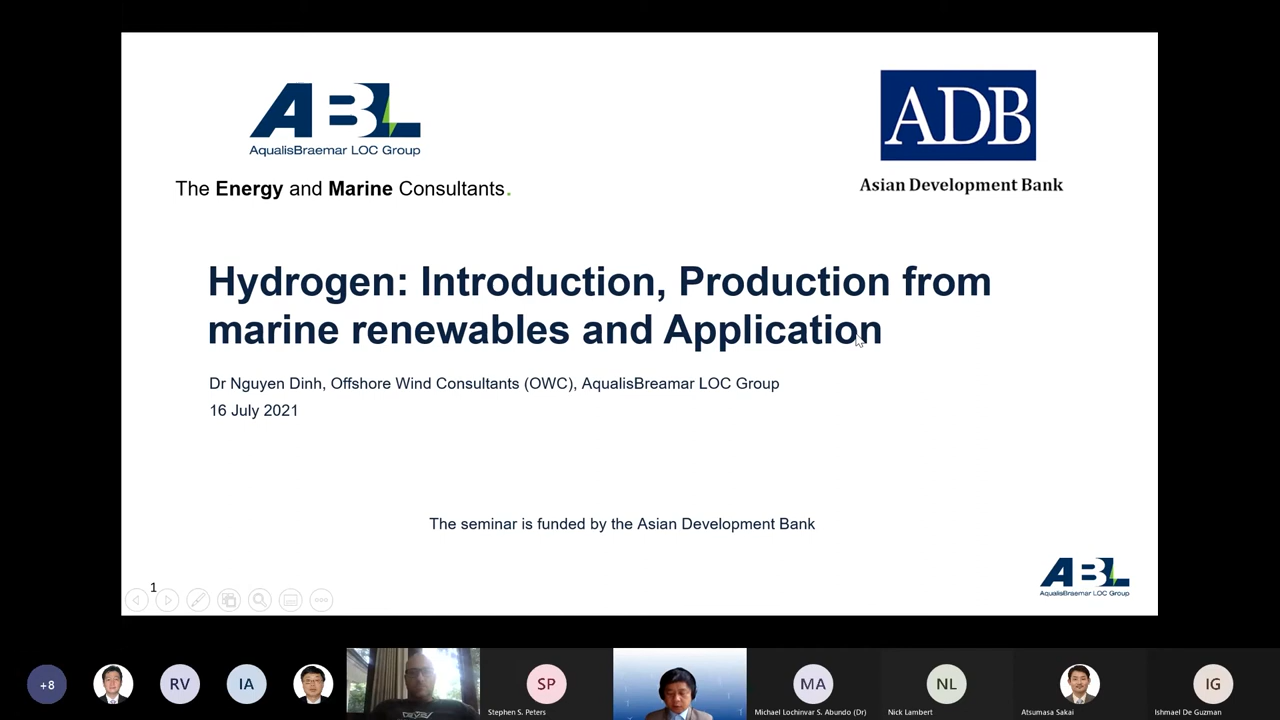 ABL
AqualisBraemar LOC Group
The Energy and Marine Consultants.
ADB
Asian Development Bank
Hydrogen: Introduction, Production from
marine renewables and Application
Dr Nguyen Dinh, Offshore Wind Consultants (OWC), AqualisBreamar LOC Group
16 July 2021
The seminar is funded by the Asian Development Bank
1
ABL
AqualisBraemar LOC Group
+8
RV
IA
SP
Stephen S. Peters
MA
Michael Lochinvar S. Abundo (Dr)
NL
Nick Lambert
Atsumasa Sakai
IG
Ishmael De Guzman